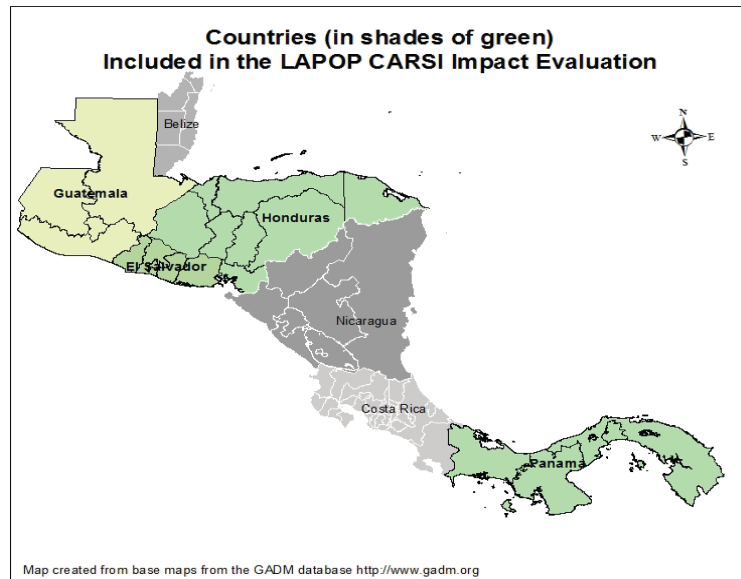 Countries (in shades of green)
Included in the LAPOP CARSI Impact Evaluation
Belize
N
W
E
S
Guatemala
Honduras
El Salvador
Nicaragua
Costa Rica
Panama
Map created from base maps from the GADM database http://www.gadm.org